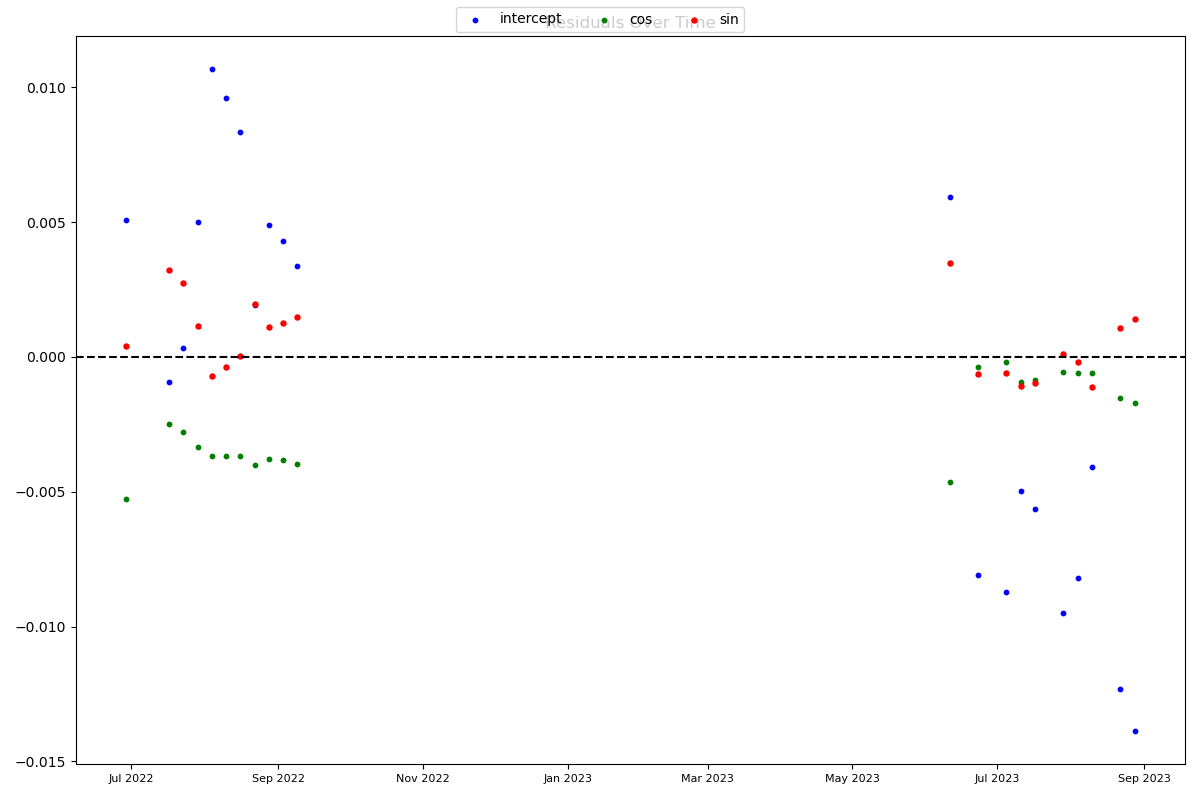 Residuals Over Time
intercept cos sin
0.010
0.005
0.000
−0.005
−0.010
−0.015
Jul 2022 Sep 2022 Nov 2022 Jan 2023 Mar 2023 May 2023 Jul 2023 Sep 2023